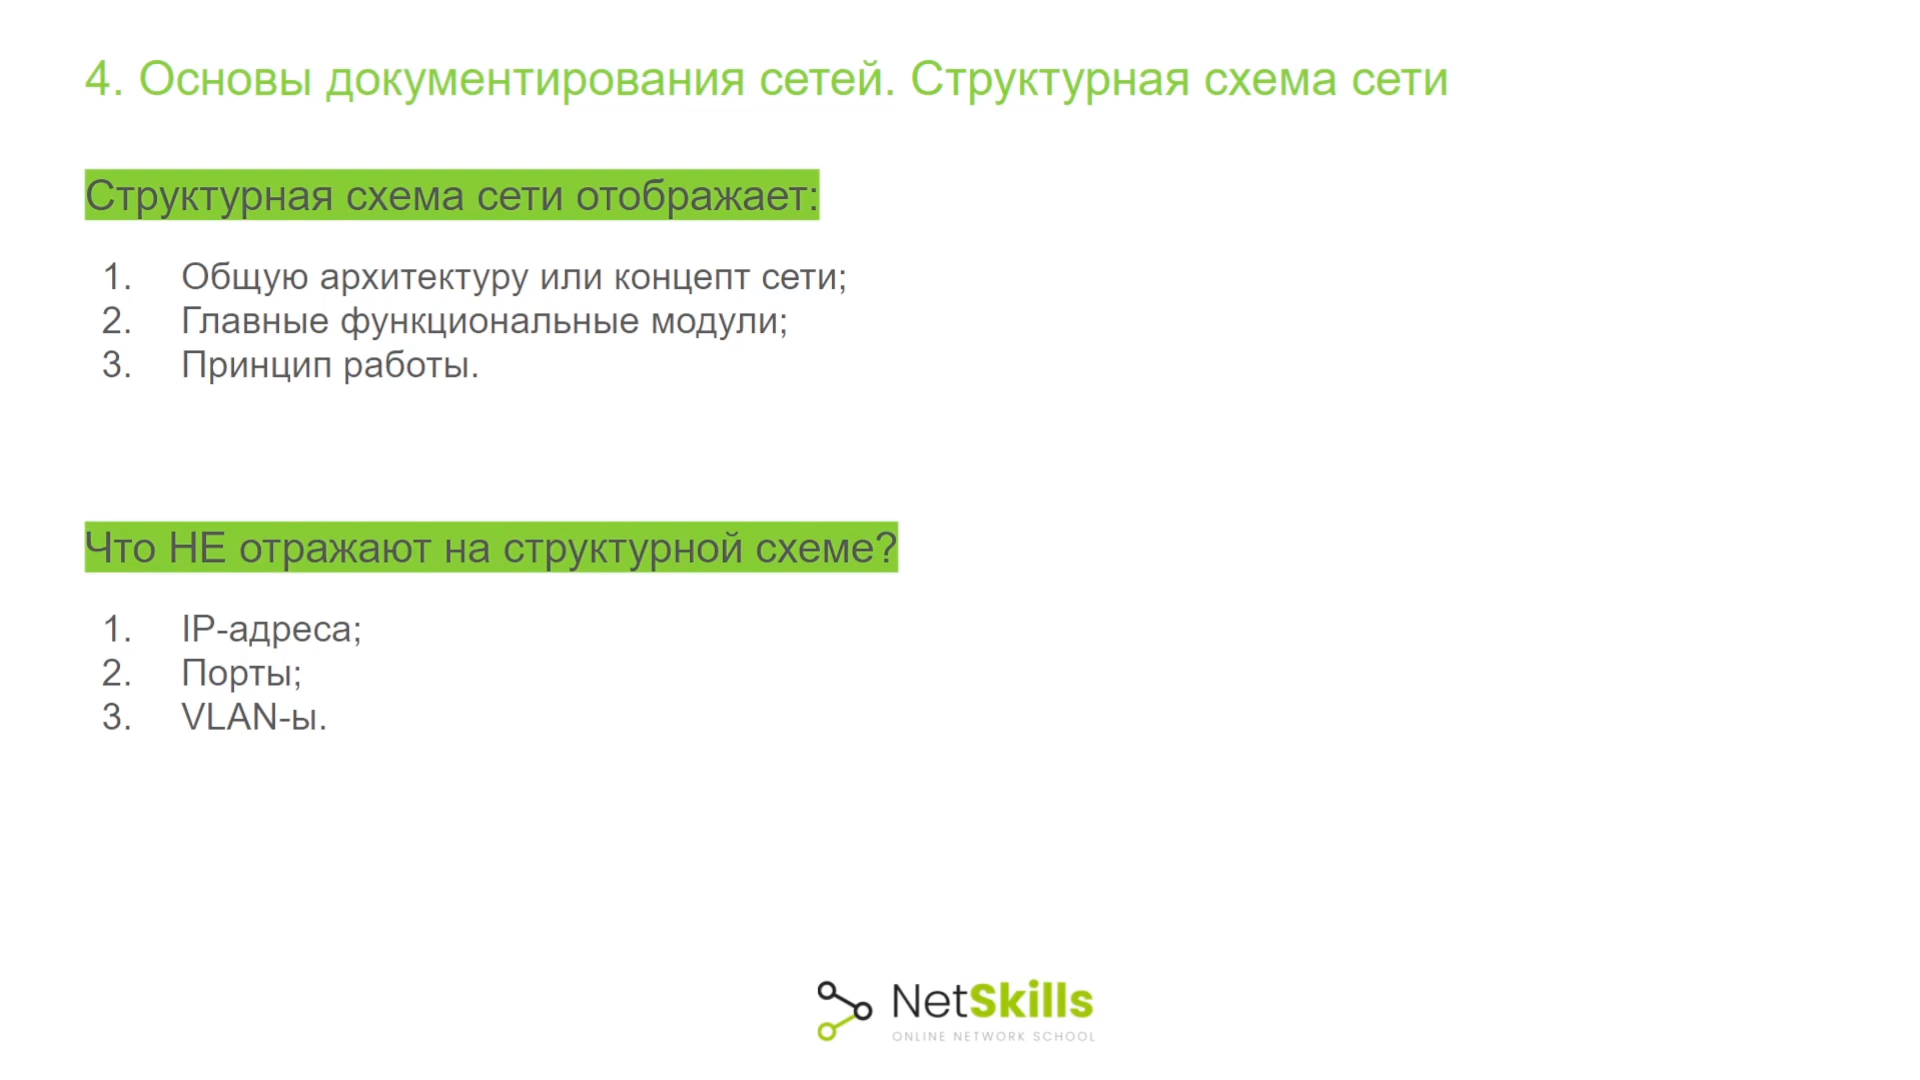 4. Основы документирования сетей. Структурная схема сети
Структурная схема сети отображает:
1. Общую архитектуру или концепт сети;
2. Главные функциональные модули;
3. Принцип работы.
Что НЕ отражают на структурной схеме?
1. IP-адреса;
2. Порты;
3. VLAN-ы.
NetSkills
ONLINE NETWORK SCHOOL